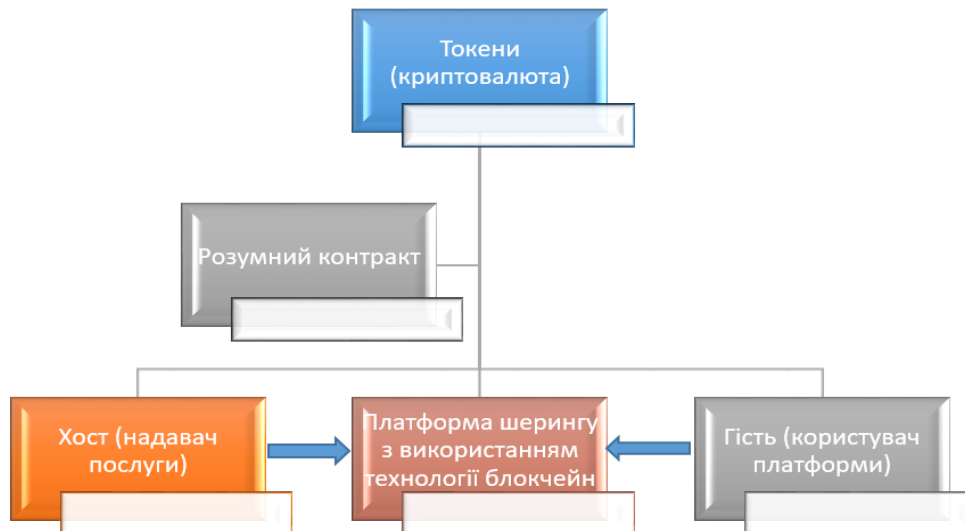 Токени
(криптовалюта)
Розумний контракт
Хост (надавач
послуги)
Платформа шерингу
з використанням
технології блокчейн
Гість (користувач
платформи)